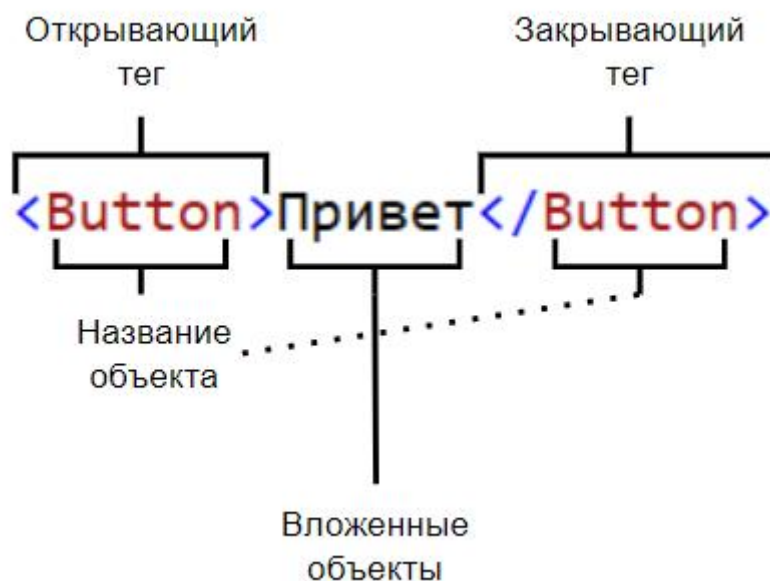 Открывающий
тег
Закрывающий
тег
<Button>Привет</Button>
Название
объекта
Вложенные
объекты